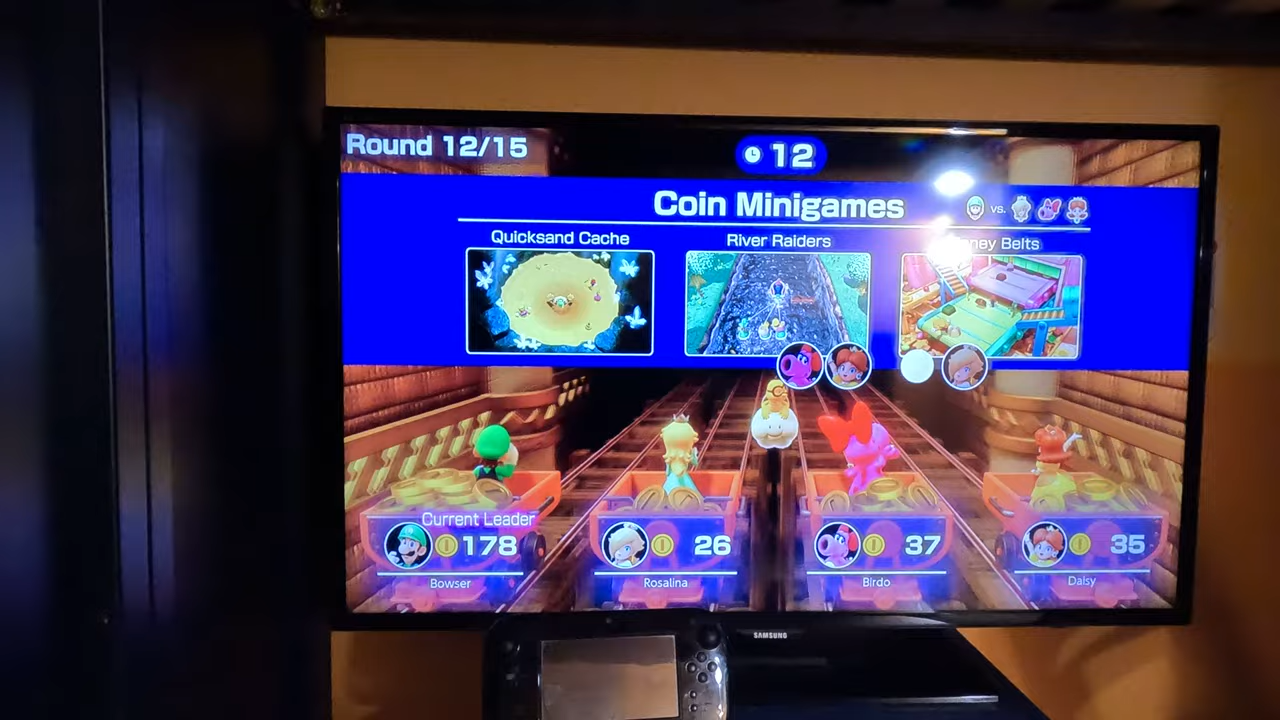 Round 12/15
12
Coin Minigames
vs.
Quicksand Cache
River Raiders
Belts
Current Leader
178
26
37
35
Bowser
Rosalina
Birdo
Daisy
SAMSUNG